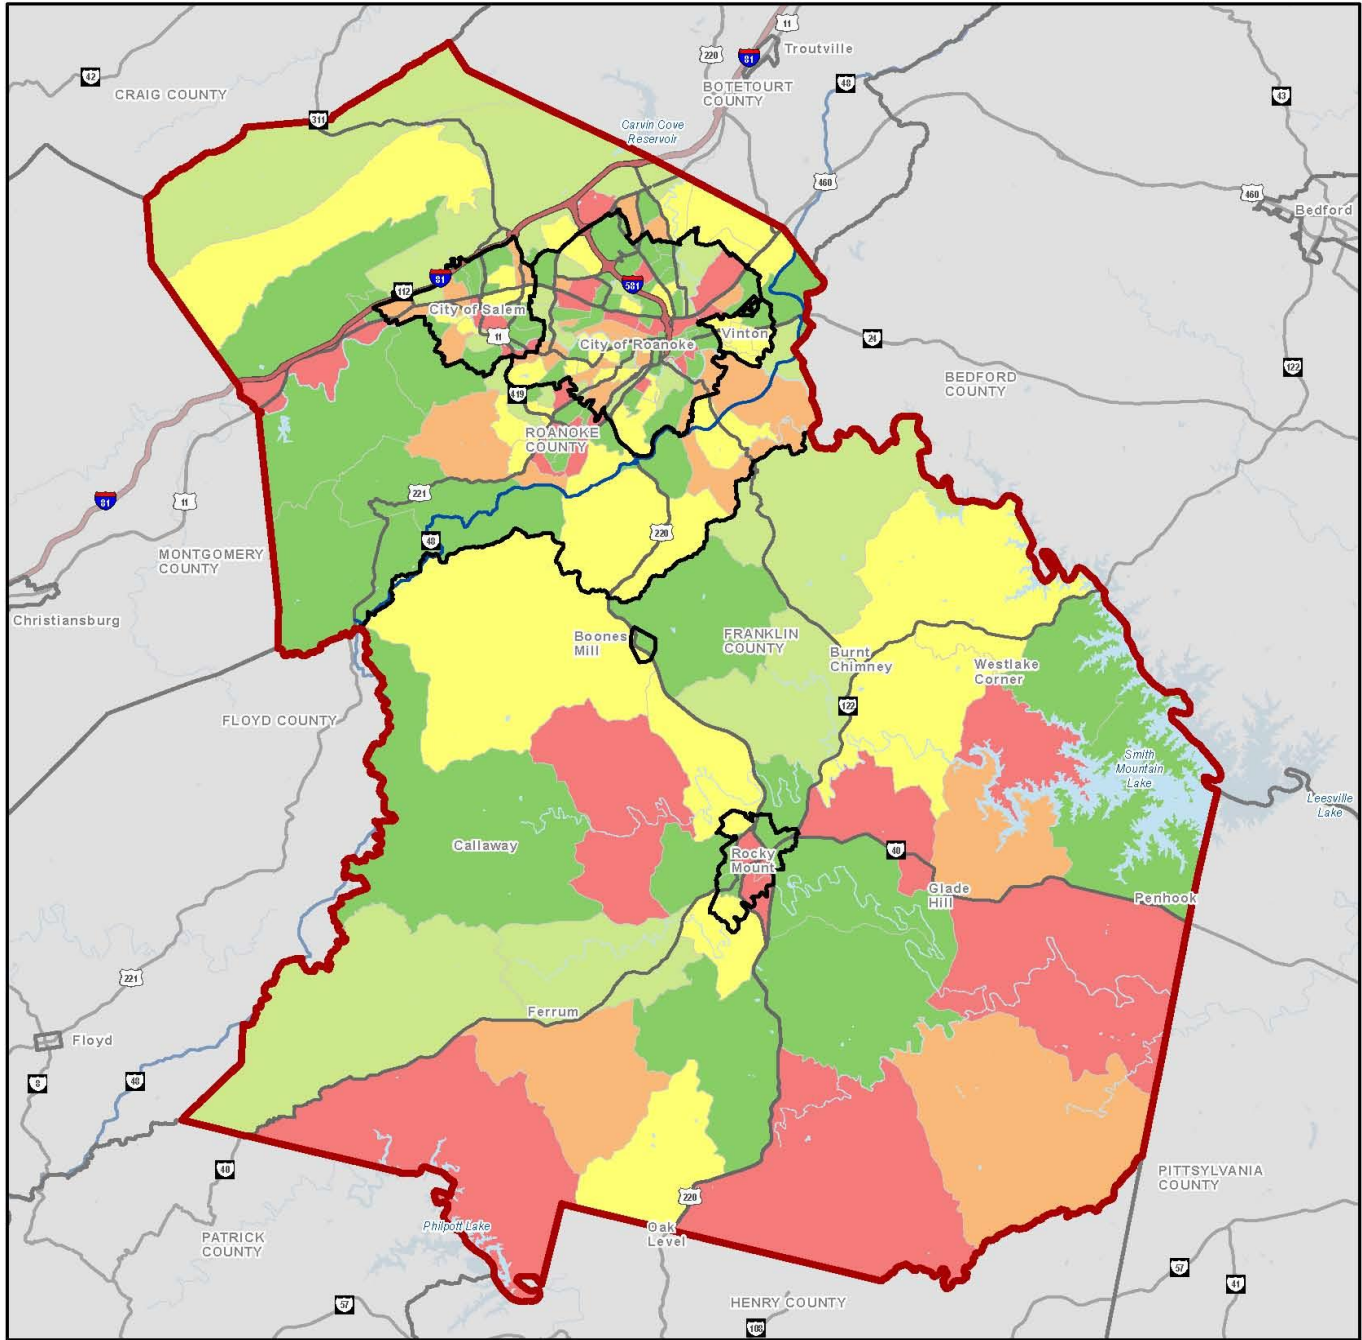 11
Troutville
220
81
42
CRAIG COUNTY
BOTETOURT
COUNTY
48
43
311
Carvin Cove
Reservoir
460
460
Bedford
81
581
112
City of Salem
11
City of Roanoke
Vinton
24
122
BEDFORD
COUNTY
419
ROANOKE
COUNTY
221
81
11
220
48
MONTGOMERY
COUNTY
Christiansburg
Boones
Mill
FRANKLIN
COUNTY
Burnt
Chimney
Westlake
Corner
FLOYD COUNTY
122
Smith
Mountain
Lake
Leesville
Lake
Callaway
Rocky
Mount
40
Glade
Hill
Penhook
221
Ferrum
Floyd
8
48
40
220
PITTSYLVANIA
COUNTY
Philpott Lake
Oak
Level
PATRICK
COUNTY
57
41
57
HENRY COUNTY
108